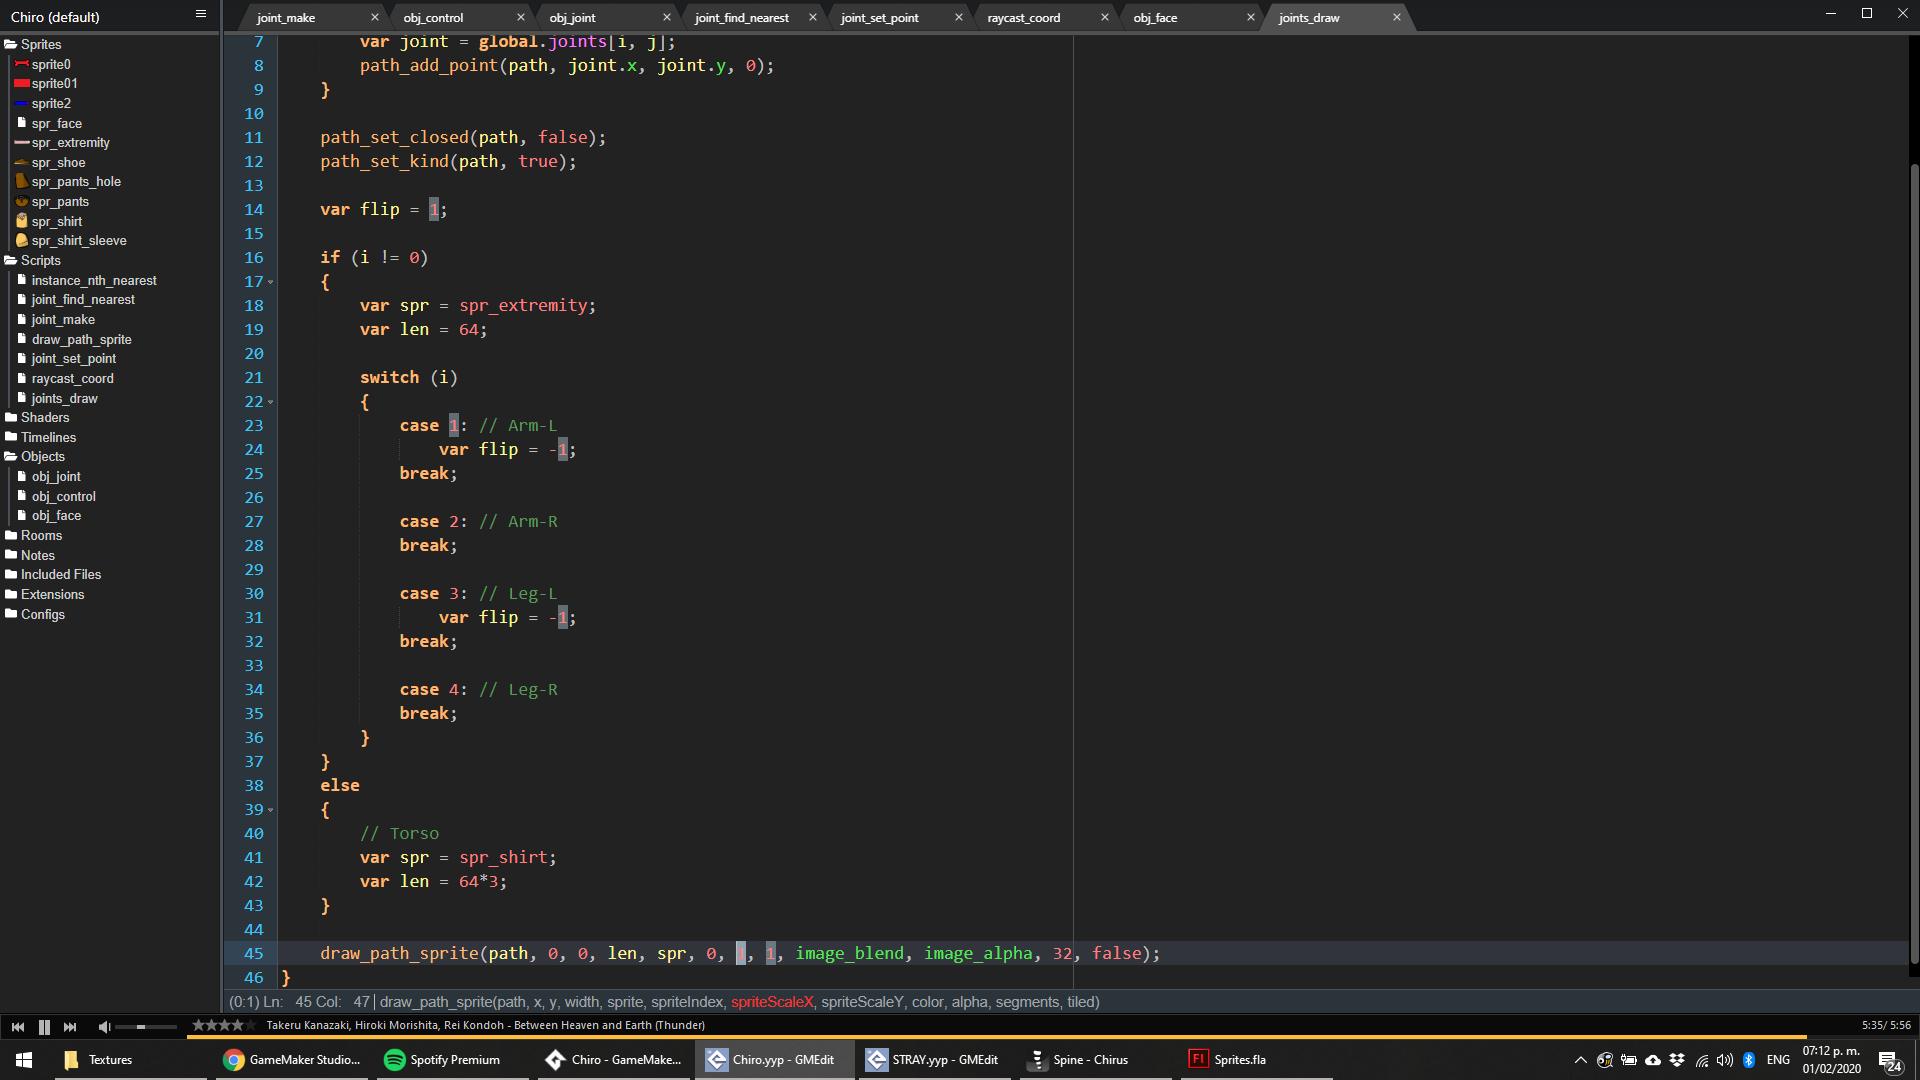 Chiro (default)
joint_make
obj_control
obj_joint
joint_find_nearest
joint_set_point
raycast_coord
obj_face
joints_draw
Sprites
sprite0
sprite01
sprite2
spr_face
spr_extremity
spr_shoe
spr_pants_hole
spr_pants
spr_shirt
spr_shirt_sleeve
Scripts
instance_nth_nearest
joint_find_nearest
joint_make
draw_path_sprite
joint_set_point
raycast_coord
joints_draw
Shaders
Timelines
Objects
obj_joint
obj_control
obj_face
Rooms
Notes
Included Files
Extensions
Configs
7 var joint = global.joints[i, j];
8 path_add_point(path, joint.x, joint.y, 0);
9 }
10
11 path_set_closed(path, false);
12 path_set_kind(path, true);
13
14 var flip = 1;
15
16 if (i != 0)
17 {
18 var spr = spr_extremity;
19 var len = 64;
20
21 switch (i)
22 {
23 case 1: // Arm-L
24 var flip = -1;
25 break;
26
27 case 2: // Arm-R
28 break;
29
30 case 3: // Leg-L
31 var flip = -1;
32 break;
33
34 case 4: // Leg-R
35 break;
36 }
37 }
38 else
39 {
40 // Torso
41 var spr = spr_shirt;
42 var len = 64*3;
43 }
44
45 draw_path_sprite(path, 0, 0, len, spr, 0, 1, 1, image_blend, image_alpha, 32, false);
46 }
(0:1) Ln: 45 Col: 47 | draw_path_sprite(path, x, y, width, sprite, spriteIndex, spriteScaleX, spriteScaleY, color, alpha, segments, tiled)
Takeru Kanazaki, Hiroki Morishita, Rei Kondoh - Between Heaven and Earth (Thunder)
5:35/ 5:56
Textures
GameMaker Studio...
Spotify Premium
Chiro - GameMake...
Chiro.yyp - GMEdit
STRAY.yyp - GMEdit
Spine - Chirus
Fl
Sprites.fla
ENG
07:12 p. m.
01/02/2020
24